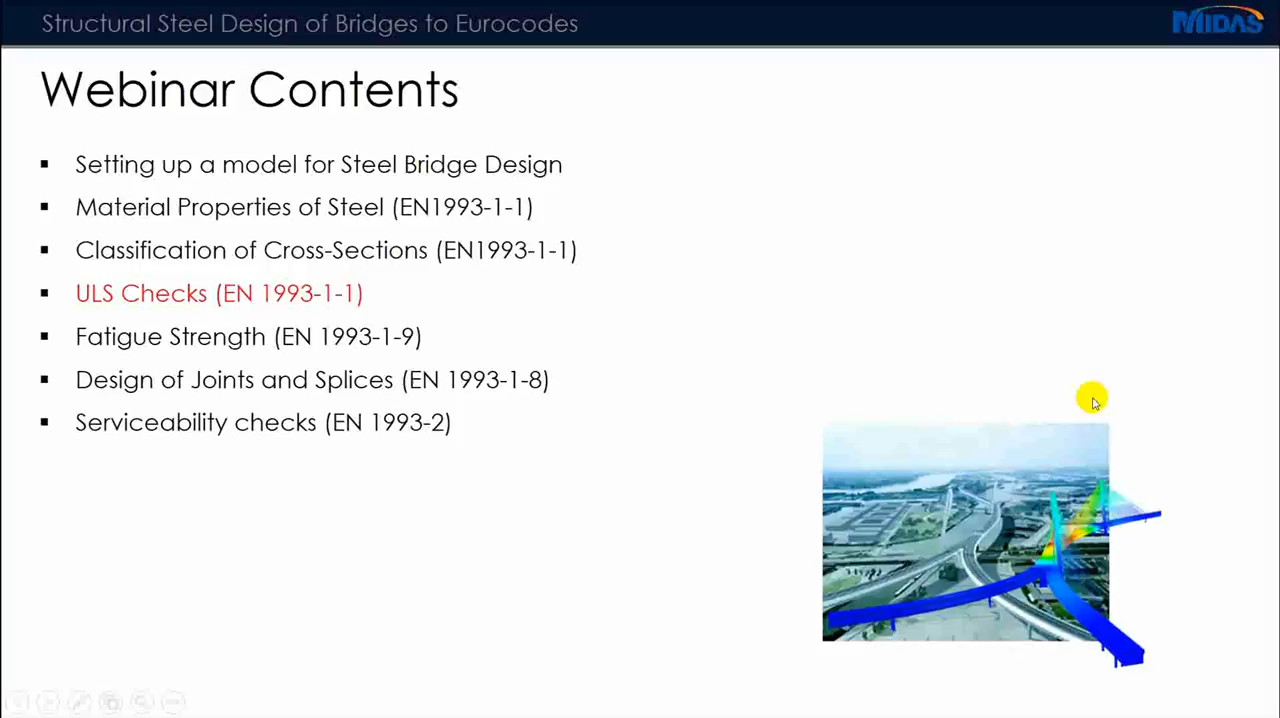 Structural Steel Design of Bridges to Eurocodes
MIDAS
Webinar Contents
▪ Setting up a model for Steel Bridge Design
▪ Material Properties of Steel (EN1993-1-1)
▪ Classification of Cross-Sections (EN1993-1-1)
▪ ULS Checks (EN 1993-1-1)
▪ Fatigue Strength (EN 1993-1-9)
▪ Design of Joints and Splices (EN 1993-1-8)
▪ Serviceability checks (EN 1993-2)